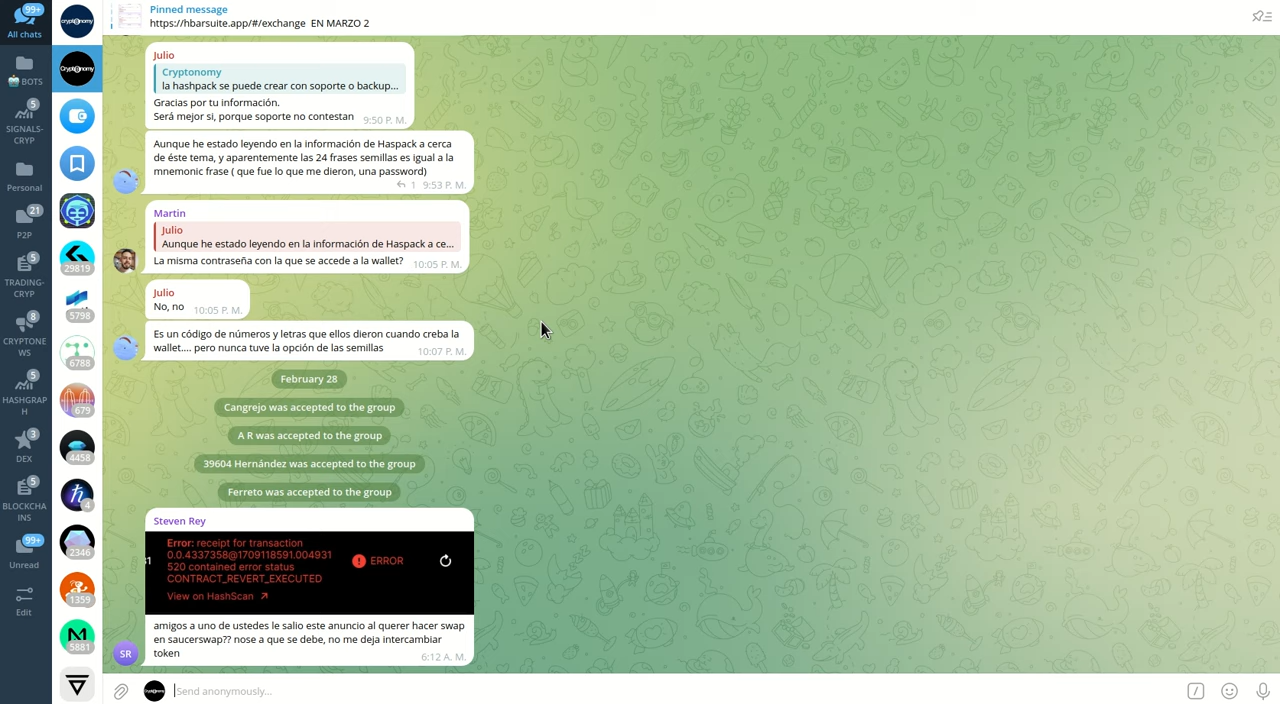 99+
All chats
BOTS
5
SIGNALS-
CRYP
Personal
21
P2P
5
TRADING-
CRYP
8
CRYPTONE
WS
5
HASHGRAP
H
3
DEX
5
BLOCKCHA
INS
99+
Unread
Edit
cryptonomy
Cryptonomy
29819
5798
6788
679
4458
4
2346
1359
5881
Pinned message
https://hbarsuite.app/#/exchange EN MARZO 2
Julio
Cryptonomy
la hashpack se puede crear con soporte o backup...
Gracias por tu información.
Será mejor si, porque soporte no contestan
9:50 P. M.
Aunque he estado leyendo en la información de Haspack a cerca
de éste tema, y aparentemente las 24 frases semillas es igual a la
mnemonic frase ( que fue lo que me dieron, una password)
1 9:53 P. M.
Martin
Julio
Aunque he estado leyendo en la información de Haspack a ce...
La misma contraseña con la que se accede a la wallet?
10:05 P. M.
Julio
No, no
10:05 P. M.
Es un código de números y letras que ellos dieron cuando creba la
wallet.... pero nunca tuve la opción de las semillas
10:07 P. M.
February 28
Cangrejo was accepted to the group
A R was accepted to the group
39604 Hernández was accepted to the group
Ferreto was accepted to the group
Steven Rey
31
Error: receipt for transaction
0.0.4337358@1709118591.004931
520 contained error status
CONTRACT_REVERT_EXECUTED
ERROR
View on HashScan
amigos a uno de ustedes le salio este anuncio al querer hacer swap
en saucerswap?? nose a que se debe, no me deja intercambiar
token
6:12 A. M.
SR
Cryptonomy
Send anonymously...